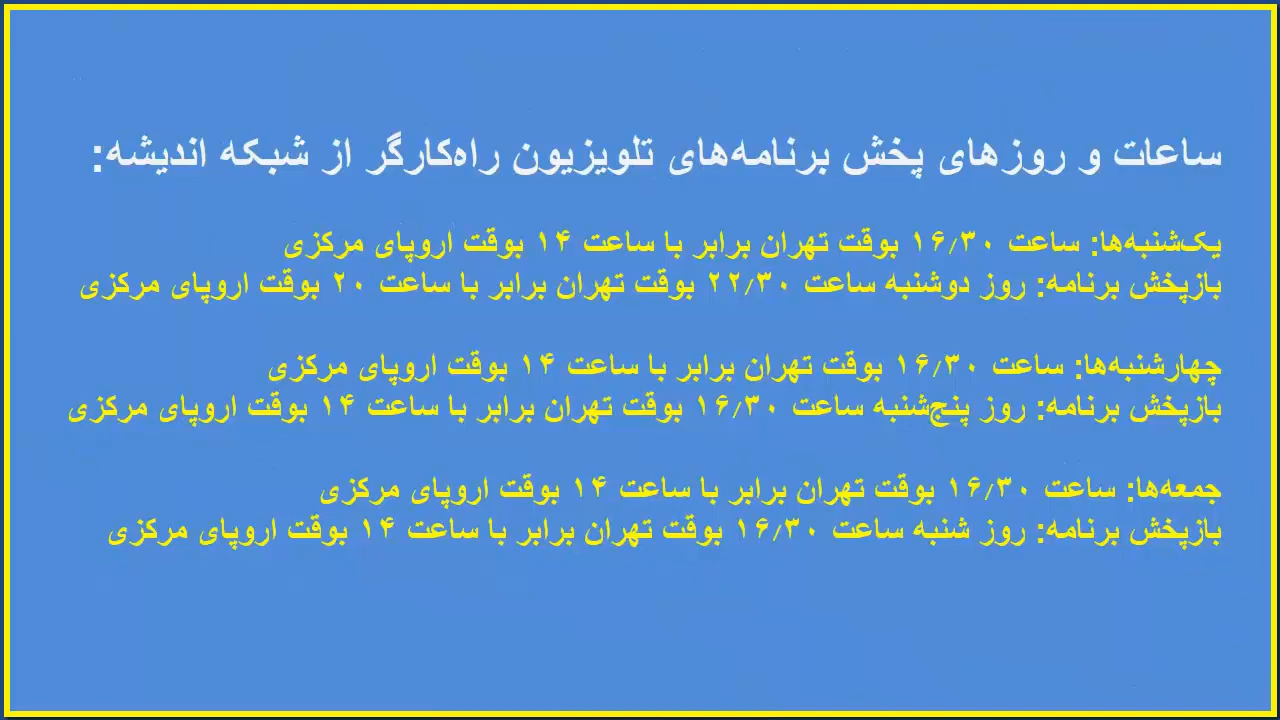 ساعات و روزهای پخش برنامه‌های تلویزیون راه‌کارگر از شبکه اندیشه:
یک‌شنبه‌ها: ساعت ۱۶٫۳۰ بوقت تهران برابر با ساعت ۱۴ بوقت اروپای مرکزی
بازپخش برنامه: روز دوشنبه ساعت ۲۲٫۳۰ بوقت تهران برابر با ساعت ۲۰ بوقت اروپای مرکزی
چهارشنبه‌ها: ساعت ۱۶٫۳۰ بوقت تهران برابر با ساعت ۱۴ بوقت اروپای مرکزی
بازپخش برنامه: روز پنج‌شنبه ساعت ۱۶٫۳۰ بوقت تهران برابر با ساعت ۱۴ بوقت اروپای مرکزی
جمعه‌ها: ساعت ۱۶٫۳۰ بوقت تهران برابر با ساعت ۱۴ بوقت اروپای مرکزی
بازپخش برنامه: روز شنبه ساعت ۱۶٫۳۰ بوقت تهران برابر با ساعت ۱۴ بوقت اروپای مرکزی